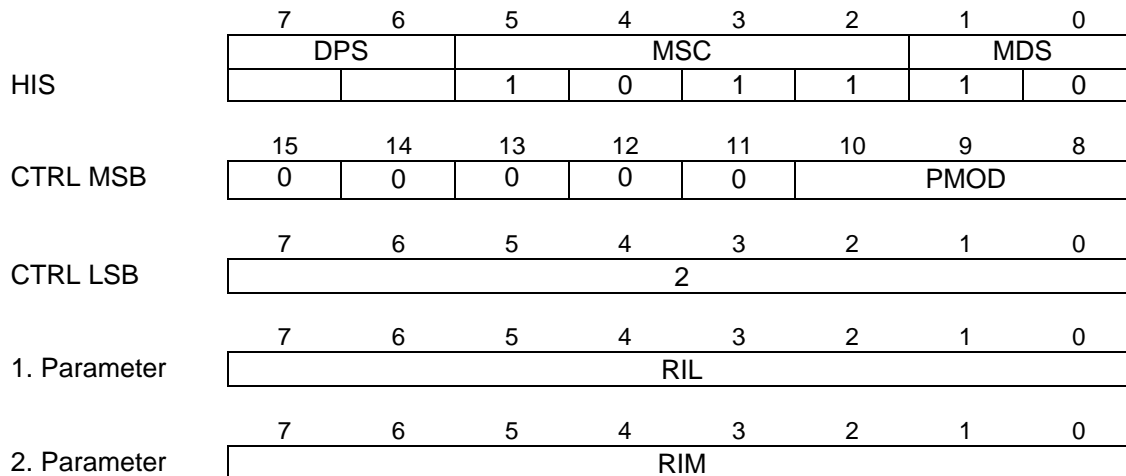 7 6 5 4 3 2 1 0
DPS MSC MDS
HIS 1 0 1 1 1 0
15 14 13 12 11 10 9 8
CTRL MSB 0 0 0 0 0 PMOD
7 6 5 4 3 2 1 0
CTRL LSB 2
7 6 5 4 3 2 1 0
1. Parameter RIL
7 6 5 4 3 2 1 0
2. Parameter RIM